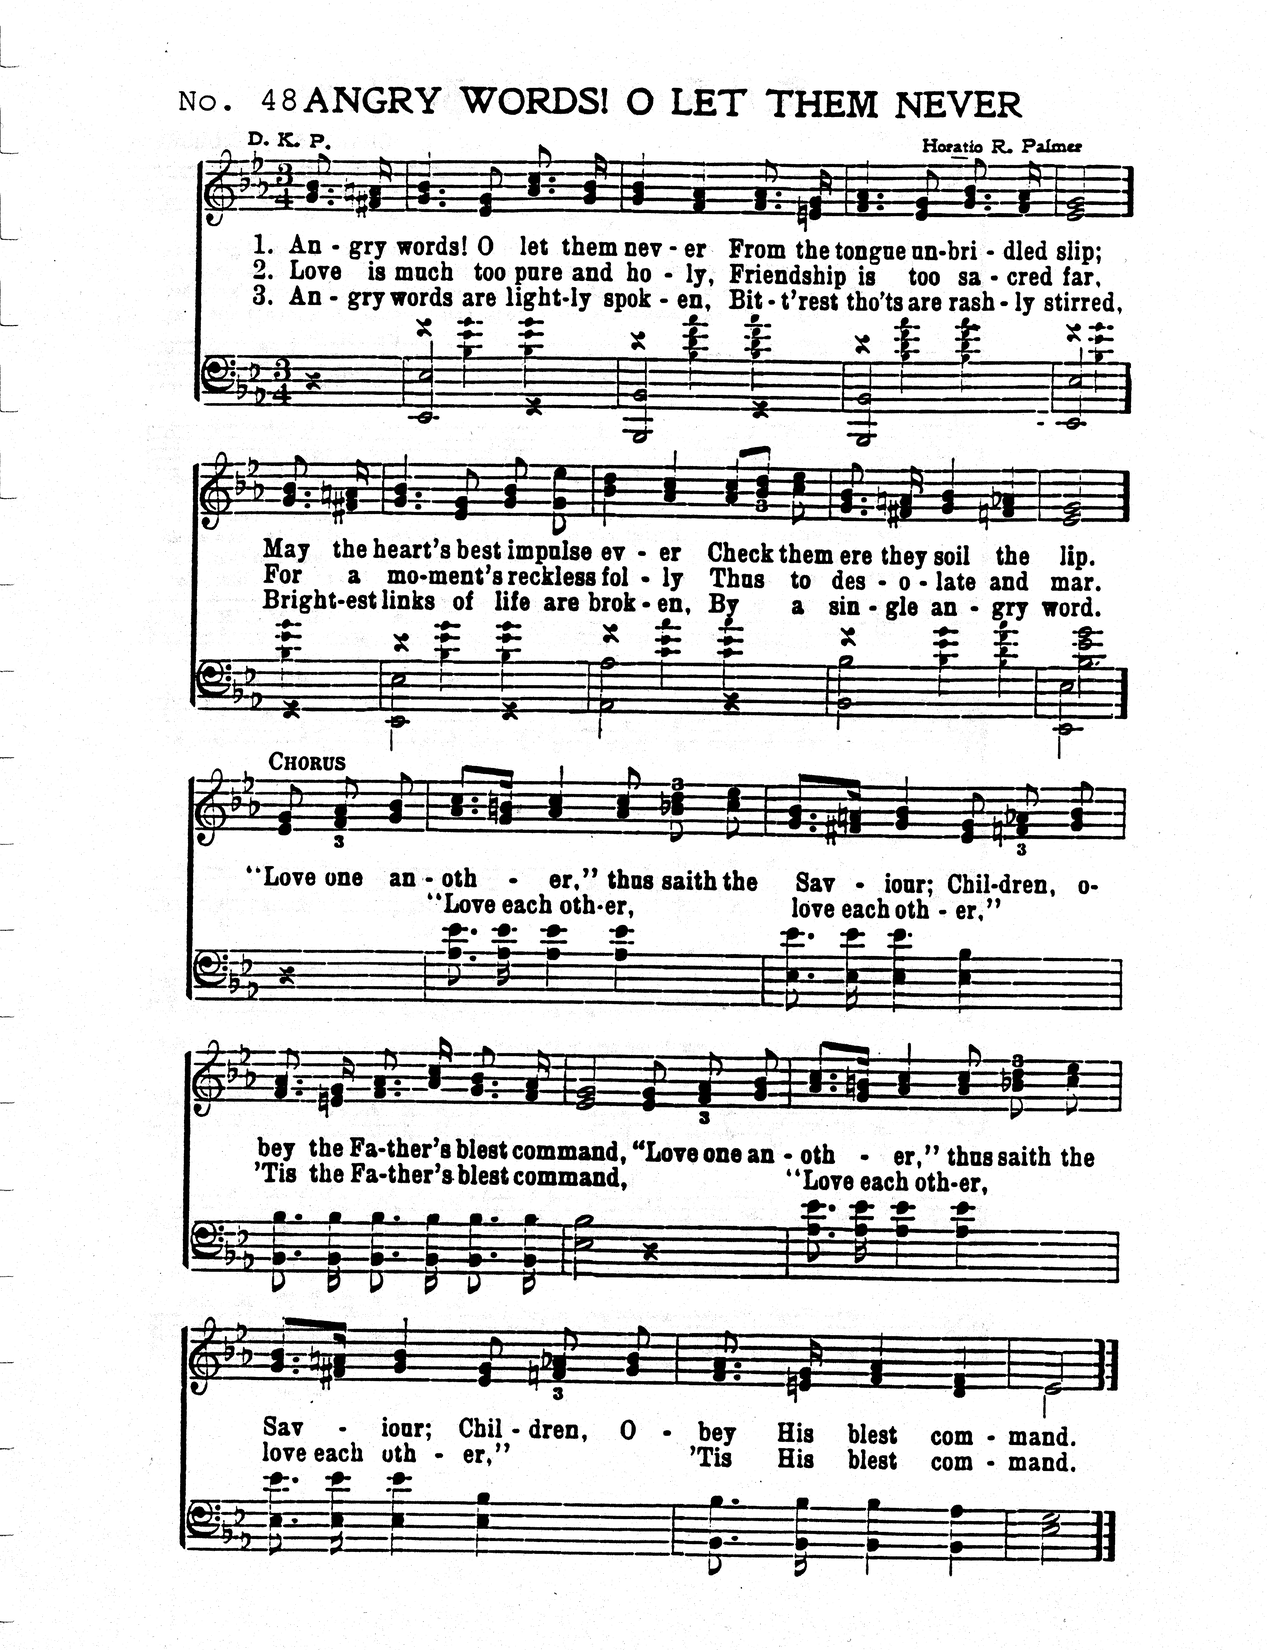 No. 48 ANGRY WORDS! O LET THEM NEVER
D. K. P.
Horatio R. Palmer
1. An - gry words! O let them nev - er From the tongue un-bri - dled slip;
2. Love is much too pure and ho - ly, Friendship is too sa - cred far,
3. An - gry words are light-ly spok - en, Bit - t'rest tho'ts are rash - ly stirred,
May the heart's best impulse ev - er Check them ere they soil the lip.
For a mo-ment's reckless fol - ly Thus to des - o - late and mar.
Bright-est links of life are brok - en, By a sin - gle an - gry word.
CHORUS
"Love one an - oth - er," thus saith the Sav - iour; Chil-dren, o-
"Love each oth-er, love each oth - er,"
bey the Fa-ther's blest command, "Love one an - oth - er," thus saith the
'Tis the Fa-ther's blest command, "Love each oth-er,
Sav - iour; Chil - dren, O - bey His blest com - mand.
love each oth - er," 'Tis His blest com - mand.